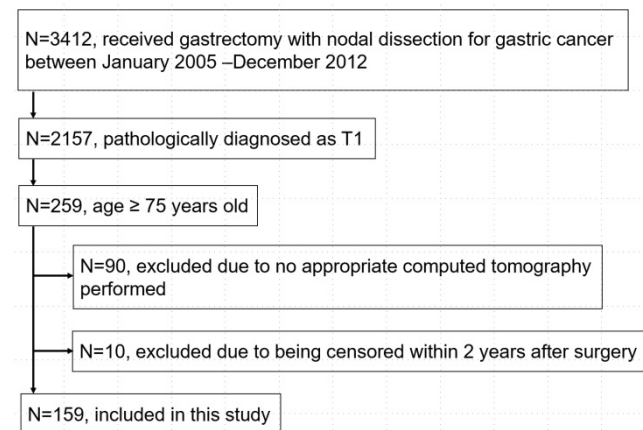 N=3412, received gastrectomy with nodal dissection for gastric cancer
between January 2005 –December 2012
N=2157, pathologically diagnosed as T1
N=259, age ≥ 75 years old
N=90, excluded due to no appropriate computed tomography
performed
N=10, excluded due to being censored within 2 years after surgery
N=159, included in this study